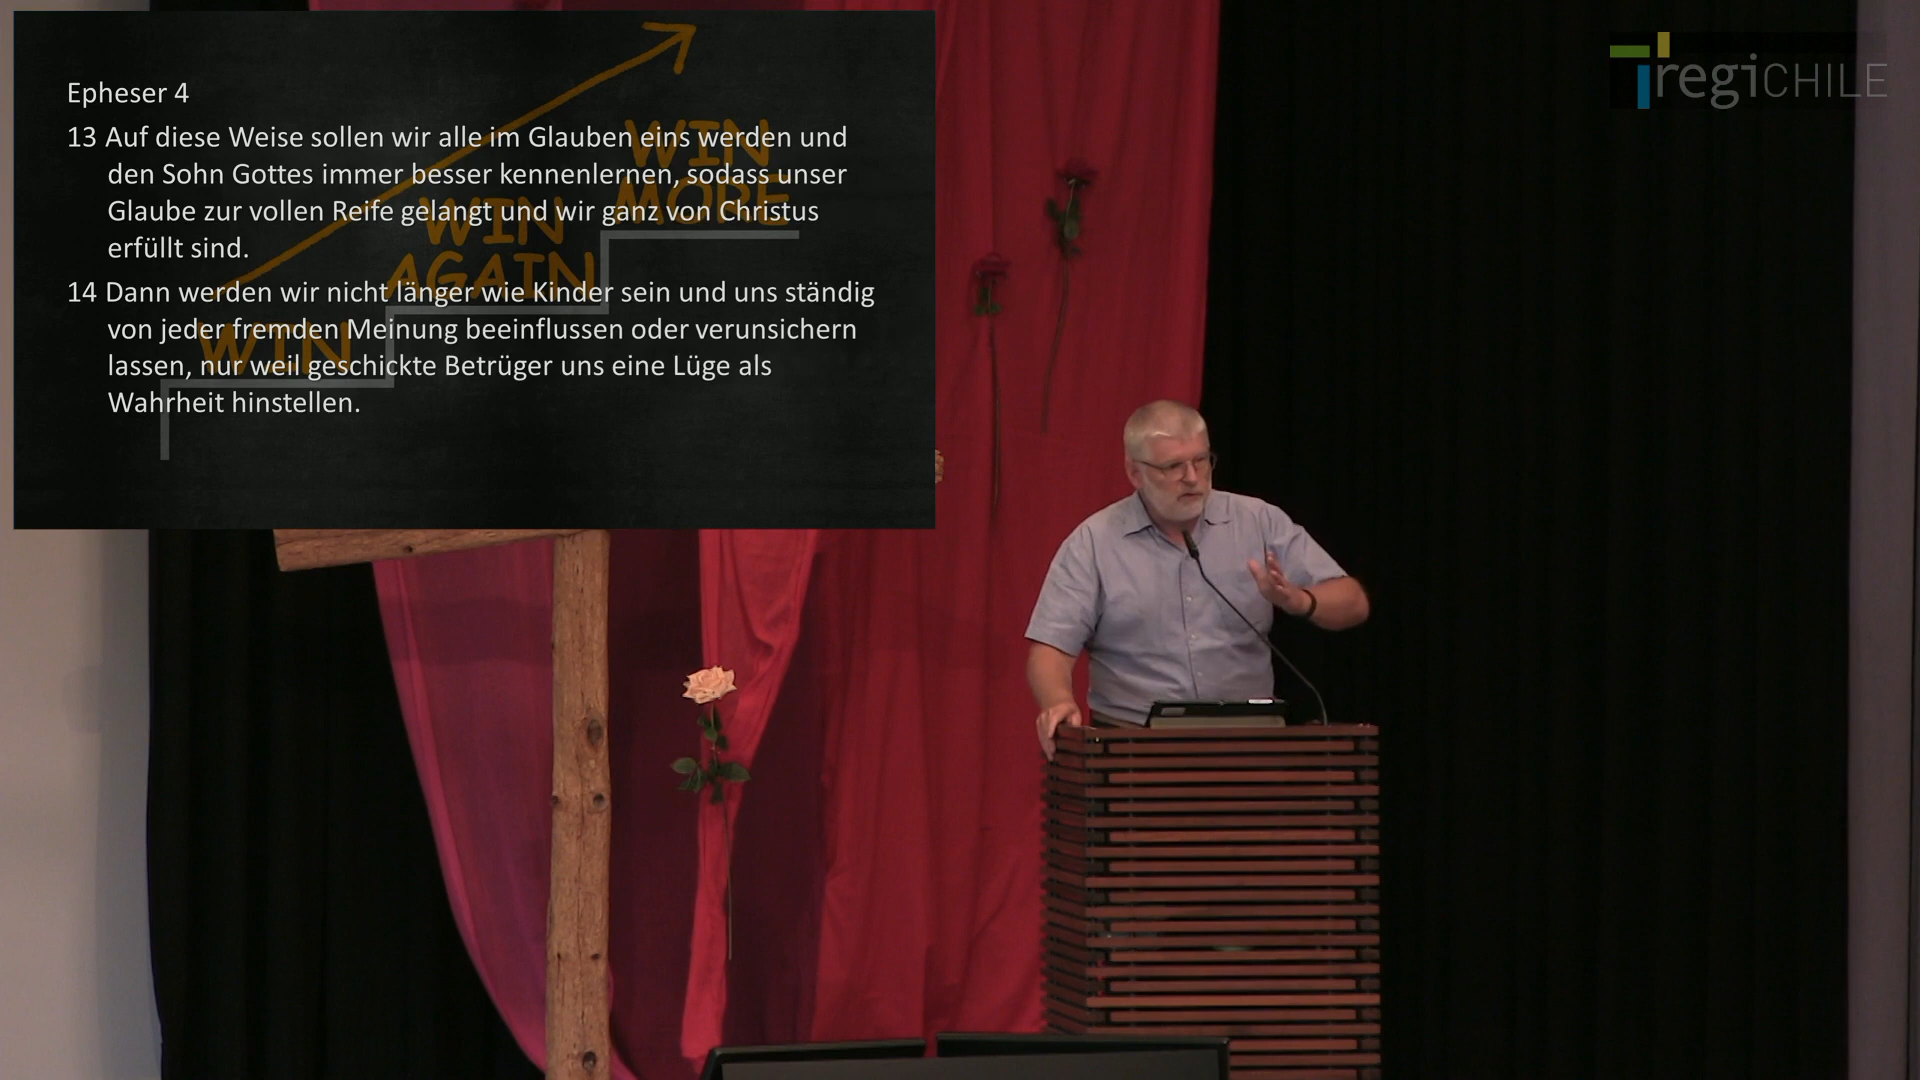 Epheser 4
13 Auf diese Weise sollen wir alle im Glauben eins werden und
den Sohn Gottes immer besser kennenlernen, sodass unser
Glaube zur vollen Reife gelangt und wir ganz von Christus
erfüllt sind.
14 Dann werden wir nicht länger wie Kinder sein und uns ständig
von jeder fremden Meinung beeinflussen oder verunsichern
lassen, nur weil geschickte Betrüger uns eine Lüge als
Wahrheit hinstellen.
WIN
WIN
AGAIN
WIN
MORE
regiCHILE